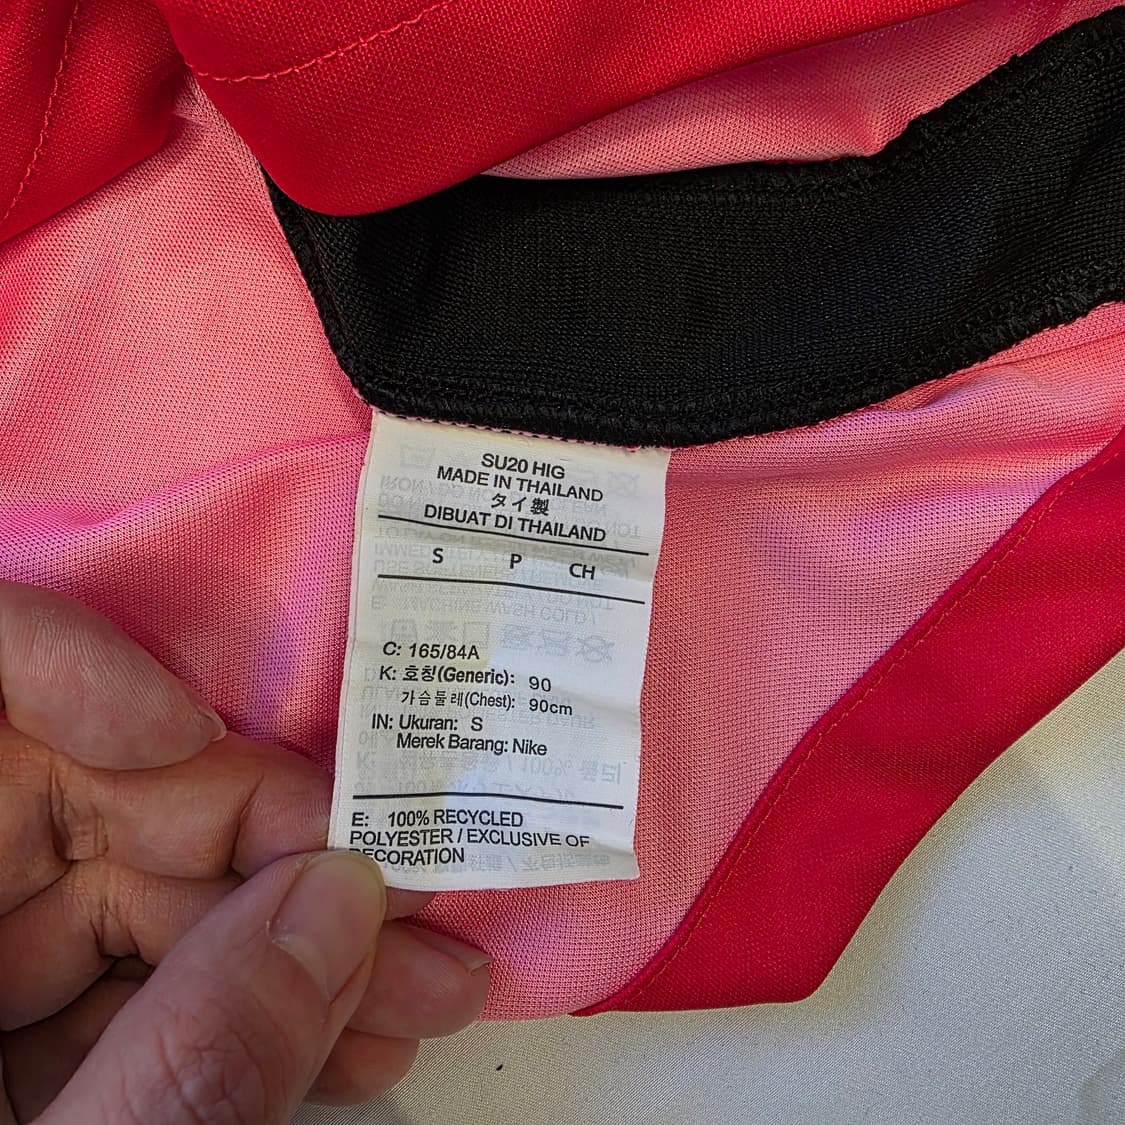 SU20 HIG
MADE IN THAILAND
タイ製
DIBUAT DI THAILAND
S P CH
C: 165/84A
K: 호칭(Generic): 90
가슴둘레(Chest): 90cm
IN: Ukuran: S
Merek Barang: Nike
E: 100% RECYCLED
POLYESTER / EXCLUSIVE OF
DECORATION